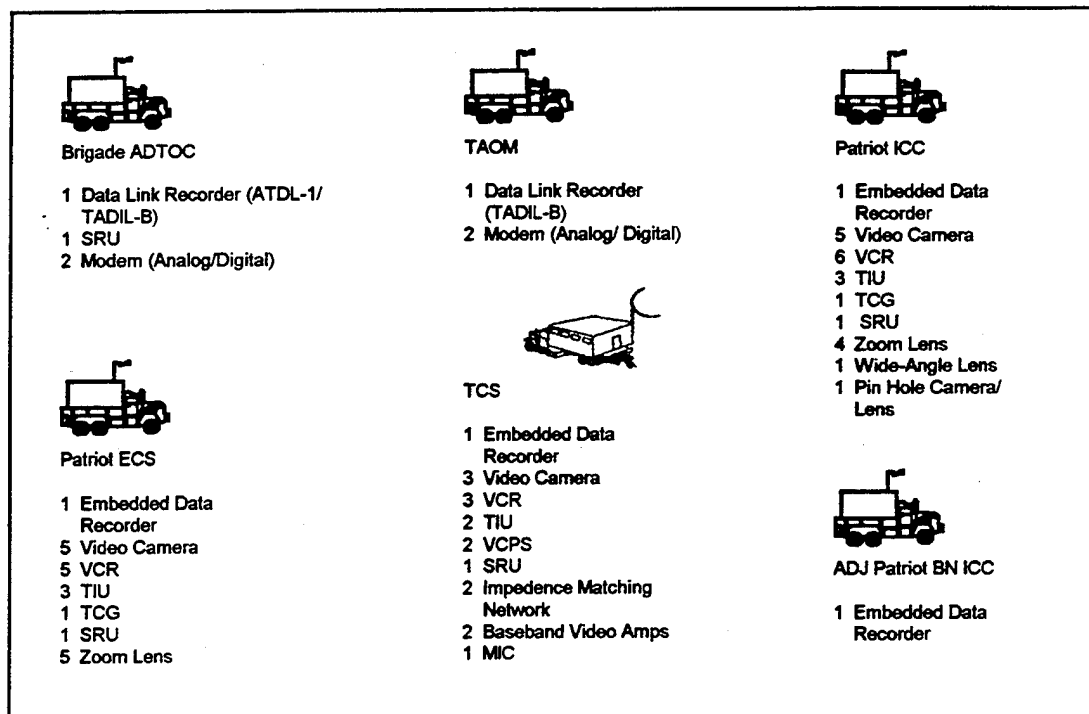 Brigade ADTOC
1 Data Link Recorder (ATDL-1/
TADIL-B)
1 SRU
2 Modem (Analog/Digital)
Patriot ECS
1 Embedded Data
Recorder
5 Video Camera
5 VCR
3 TIU
1 TCG
1 SRU
5 Zoom Lens
TAOM
1 Data Link Recorder
(TADIL-B)
2 Modem (Analog/ Digital)
TCS
1 Embedded Data
Recorder
3 Video Camera
3 VCR
2 TIU
2 VCPS
1 SRU
2 Impedence Matching
Network
2 Baseband Video Amps
1 MIC
Patriot ICC
1 Embedded Data
Recorder
5 Video Camera
6 VCR
3 TIU
1 TCG
1 SRU
4 Zoom Lens
1 Wide-Angle Lens
1 Pin Hole Camera/
Lens
ADJ Patriot BN ICC
1 Embedded Data
Recorder